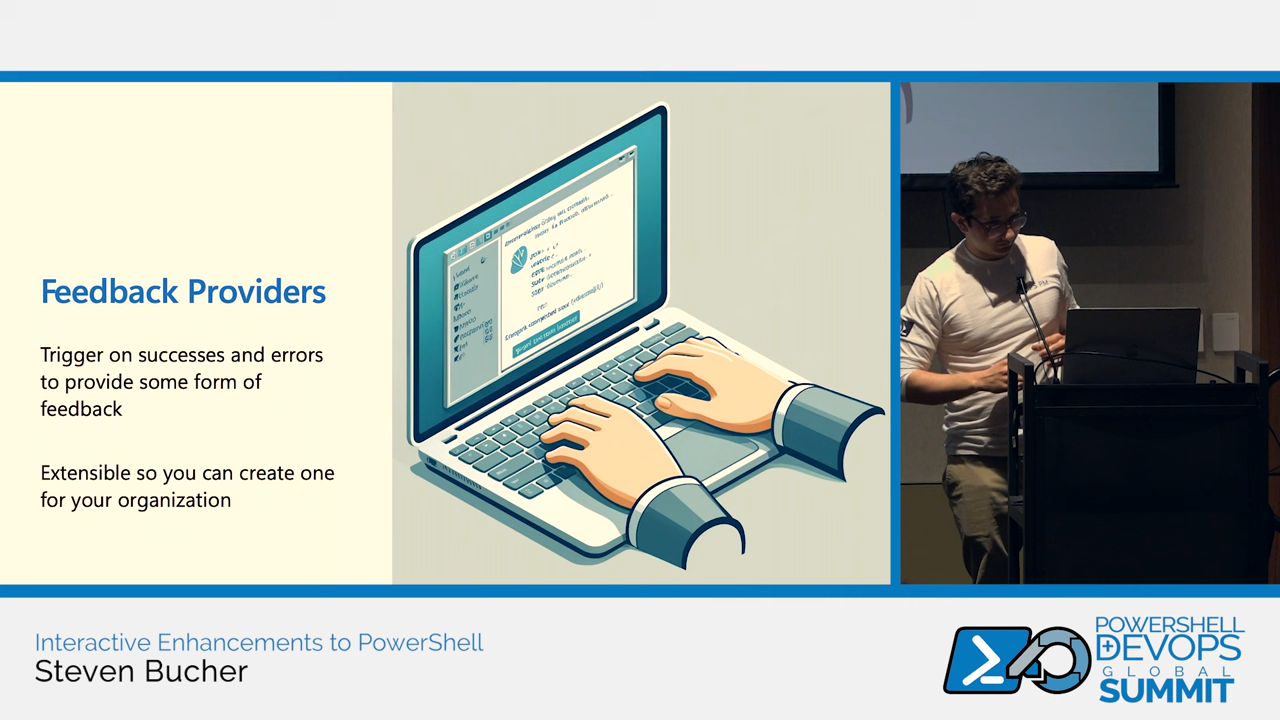 Feedback Providers
Trigger on successes and errors
to provide some form of
feedback
Extensible so you can create one
for your organization
Interactive Enhancements to PowerShell
Steven Bucher
POWERSHELL
DEVOPS
GLOBAL
SUMMIT